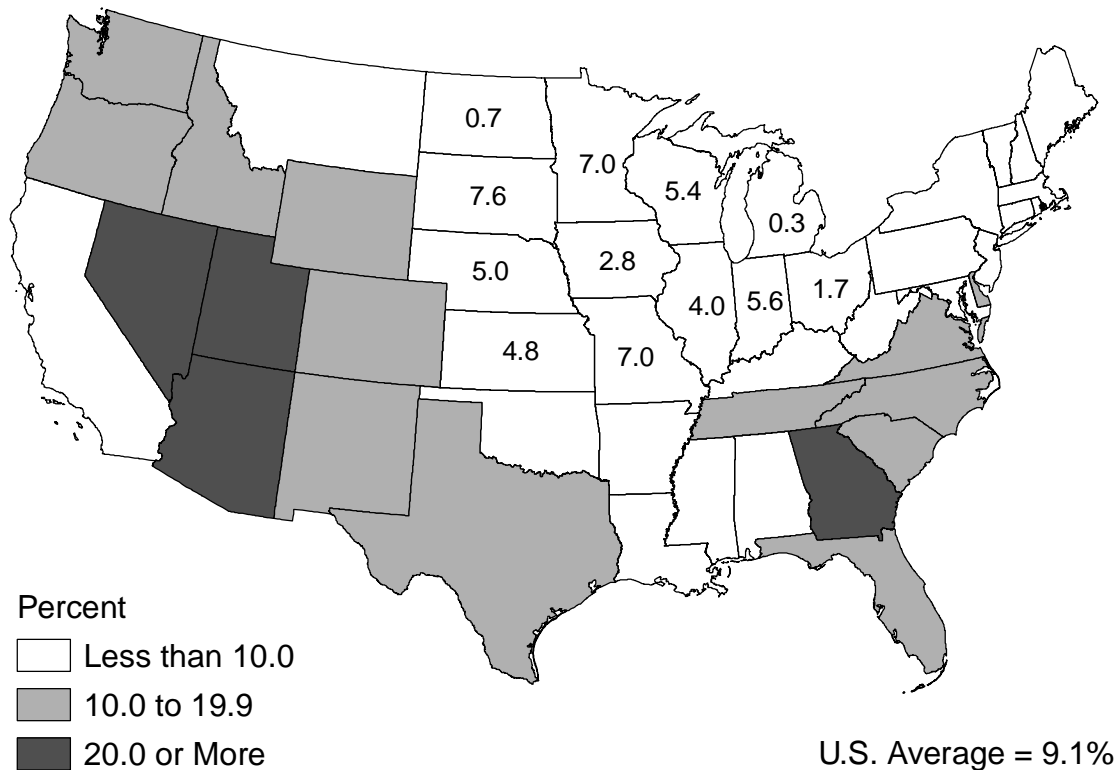 0.7
7.0
7.6
5.4
0.3
5.0
2.8
4.0
5.6
1.7
4.8
7.0
Percent
Less than 10.0
10.0 to 19.9
20.0 or More
U.S. Average = 9.1%